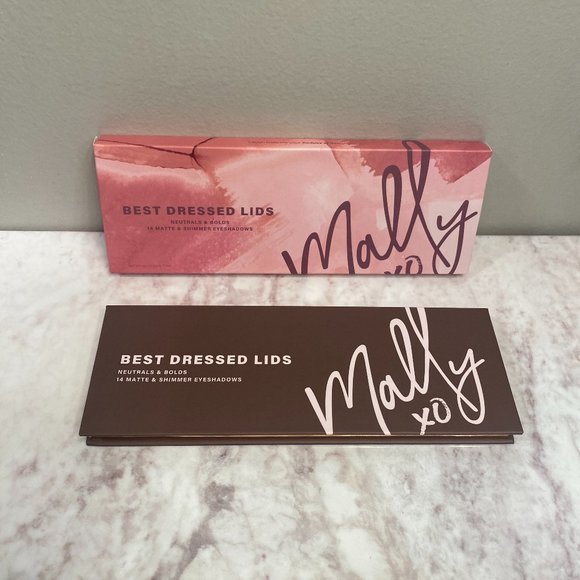 BEST DRESSED LIDS
NEUTRALS & BOLDS
14 MATTE & SHIMMER EYESHADOWS
Mally
xo
BEST DRESSED LIDS
NEUTRALS & BOLDS
14 MATTE & SHIMMER EYESHADOWS
Mally
xo